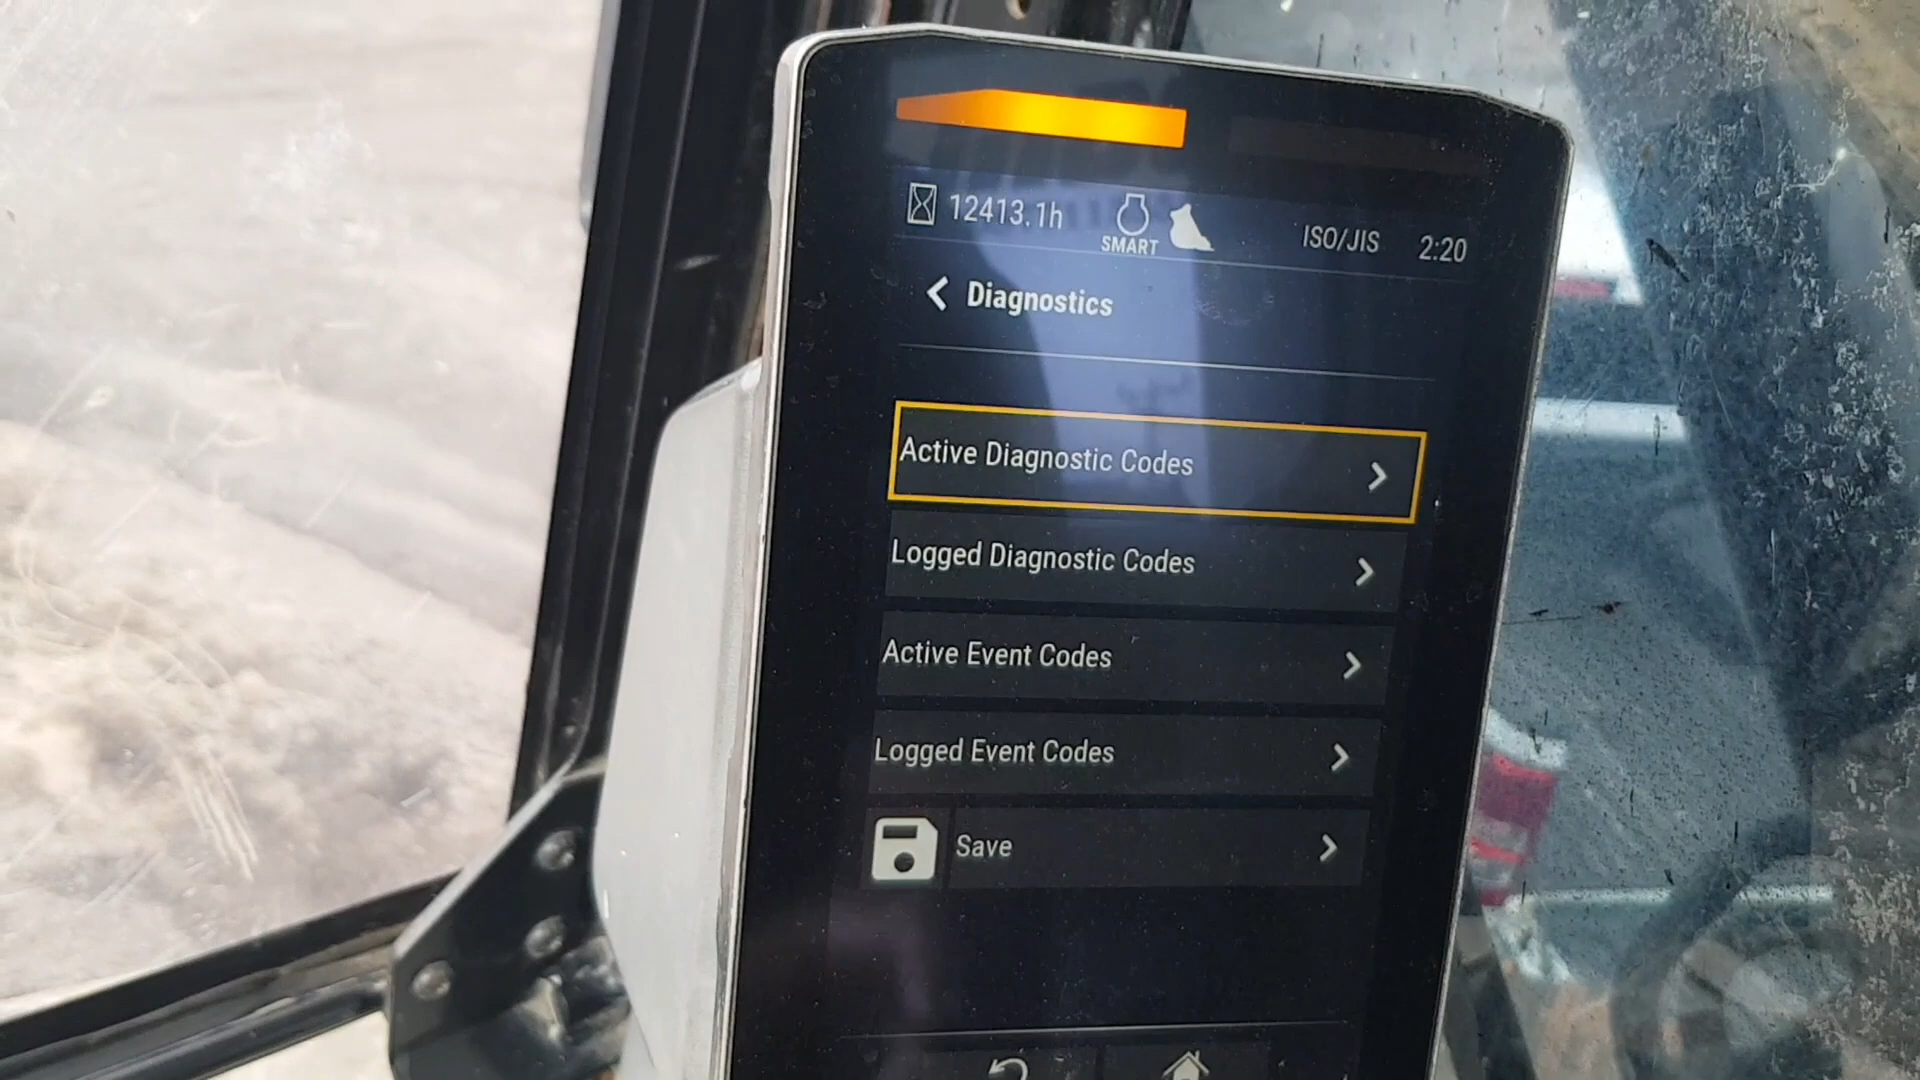 12413.1h
SMART
ISO/JIS
2:20
Diagnostics
Active Diagnostic Codes
Logged Diagnostic Codes
Active Event Codes
Logged Event Codes
Save